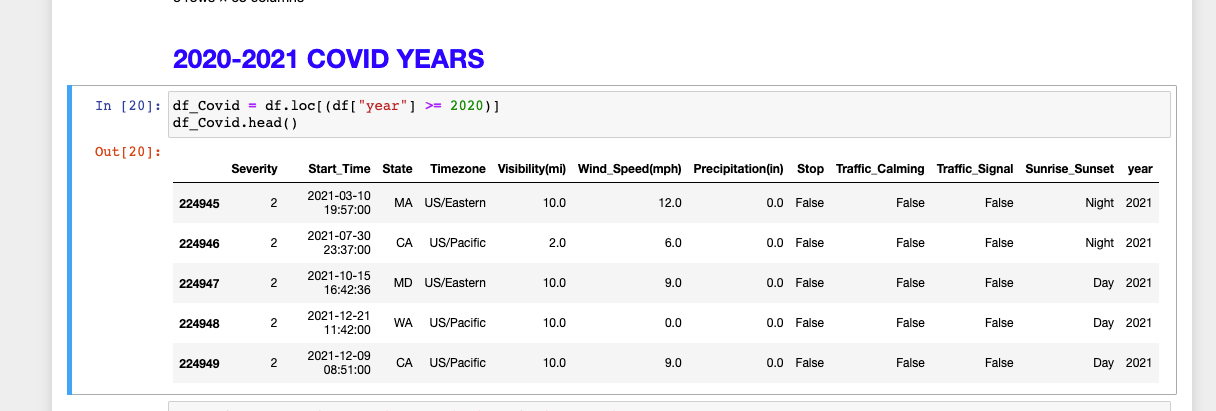 2020-2021 COVID YEARS
In [20]: df_Covid = df.loc[(df["year"] >= 2020)]
df_Covid.head()
Out[20]:
Severity Start_Time State Timezone Visibility(mi) Wind_Speed(mph) Precipitation(in) Stop Traffic_Calming Traffic_Signal Sunrise_Sunset year
224945 2 2021-03-10 19:57:00 MA US/Eastern 10.0 12.0 0.0 False False False Night 2021
224946 2 2021-07-30 23:37:00 CA US/Pacific 2.0 6.0 0.0 False False False Night 2021
224947 2 2021-10-15 16:42:36 MD US/Eastern 10.0 9.0 0.0 False False False Day 2021
224948 2 2021-12-21 11:42:00 WA US/Pacific 10.0 0.0 0.0 False False False Day 2021
224949 2 2021-12-09 08:51:00 CA US/Pacific 10.0 9.0 0.0 False False False Day 2021